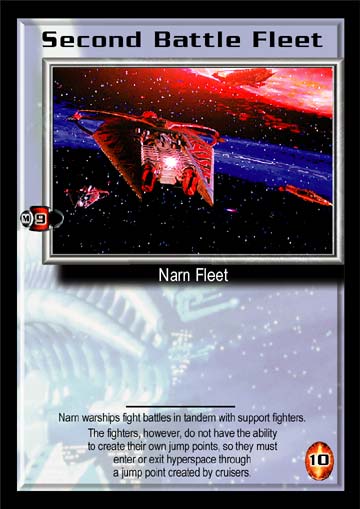 Second Battle Fleet
M 9
Narn Fleet
Narn warships fight battles in tandem with support fighters.
The fighters, however, do not have the ability
to create their own jump points, so they must
enter or exit hyperspace through
a jump point created by cruisers.
10